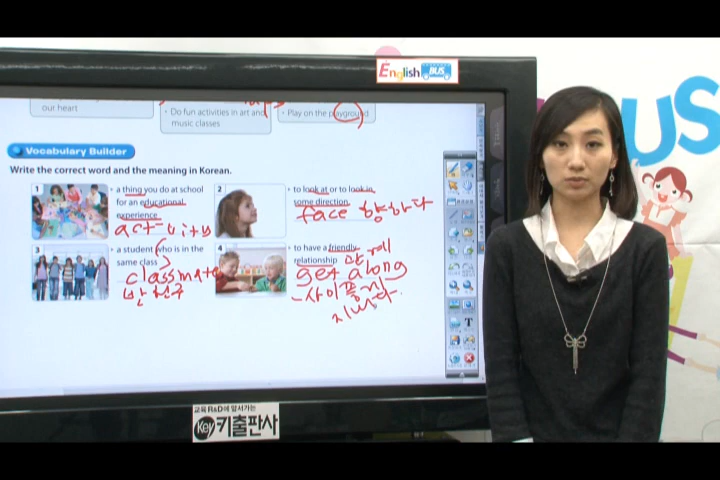 English BUS
BUS
our heart
• Do fun activities in art and
music classes
• Play on the playground
Vocabulary Builder
Write the correct word and the meaning in Korean.
1
• a thing you do at school
for an educational
experience
activity
2
• to look at or to look in
some direction
face 향하다
3
• a student who is in the
same class
classmate
반 친구
4
• to have a friendly
relationship
get along
사이좋게
지내다
교육 R&D에 앞서가는
Key 키출판사